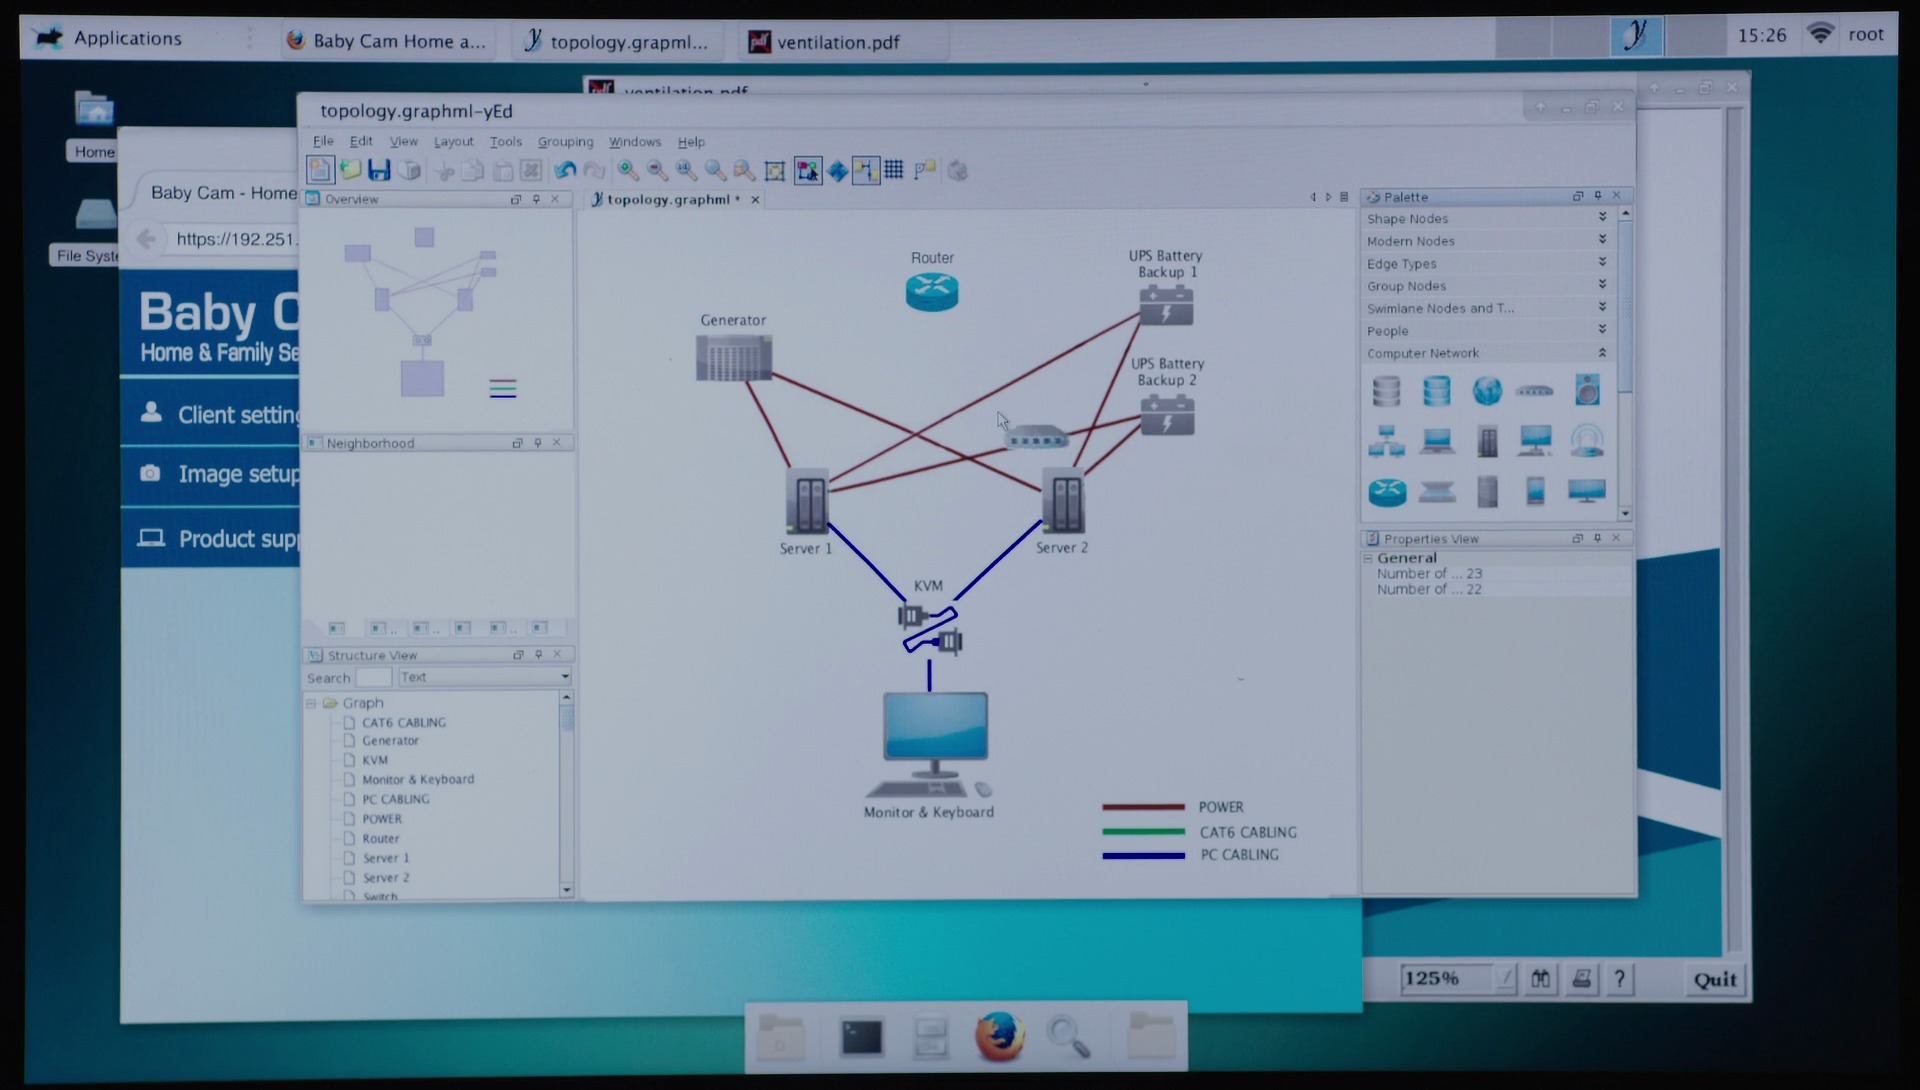 Applications
Baby Cam Home a...
topology.grapml...
ventilation.pdf
15:26
root
Home
File Syste
ventilation.pdf
Baby Cam - Home
https://192.251.
Baby C
Home & Family Se
Client setting
Image setup
Product supp
topology.graphml-yEd
File Edit View Layout Tools Grouping Windows Help
Overview
topology.graphml *
Neighborhood
Structure View
Search
Text
Graph
CAT6 CABLING
Generator
KVM
Monitor & Keyboard
PC CABLING
POWER
Router
Server 1
Server 2
Switch
Router
UPS Battery
Backup 1
Generator
UPS Battery
Backup 2
Server 1
Server 2
KVM
Monitor & Keyboard
POWER
CAT6 CABLING
PC CABLING
Palette
Shape Nodes
Modern Nodes
Edge Types
Group Nodes
Swimlane Nodes and T...
People
Computer Network
Properties View
General
Number of ... 23
Number of ... 22
125%
?
Quit